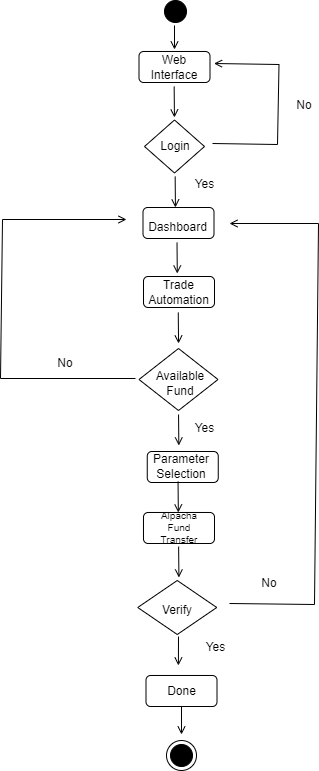 Web
Interface
No
Login
Yes
Dashboard
Trade
Automation
No
Available
Fund
Yes
Parameter
Selection
Alpacha
Fund
Transfer
No
Verify
Yes
Done